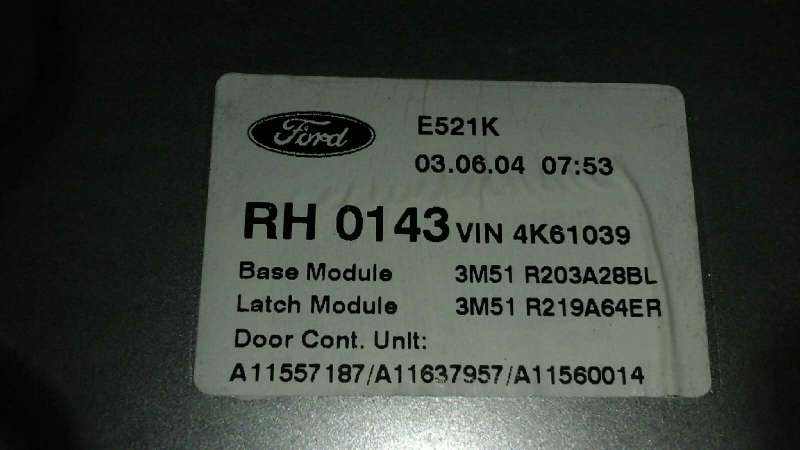 Ford
E521K
03.06.04 07:53
RH 0143 VIN 4K61039
Base Module 3M51 R203A28BL
Latch Module 3M51 R219A64ER
Door Cont. Unit:
A11557187/A11637957/A11560014